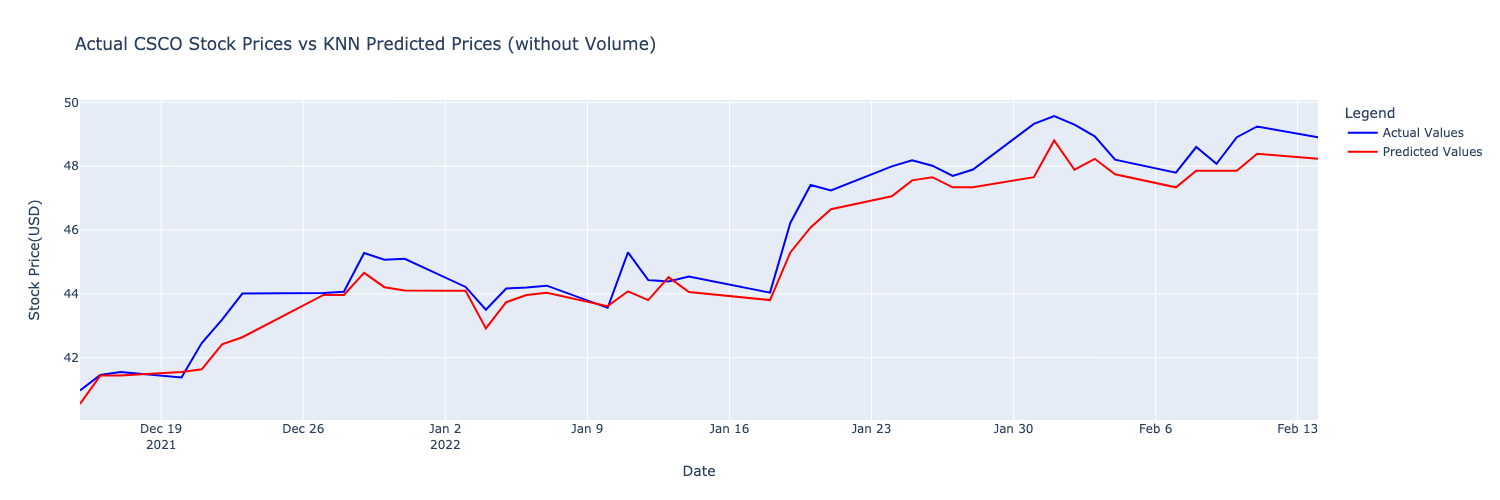 Actual CSCO Stock Prices vs KNN Predicted Prices (without Volume)
Legend
Actual Values
Predicted Values
Stock Price(USD)
50
48
46
44
42
Dec 19
2021
Dec 26
Jan 2
2022
Jan 9
Jan 16
Jan 23
Jan 30
Feb 6
Feb 13
Date